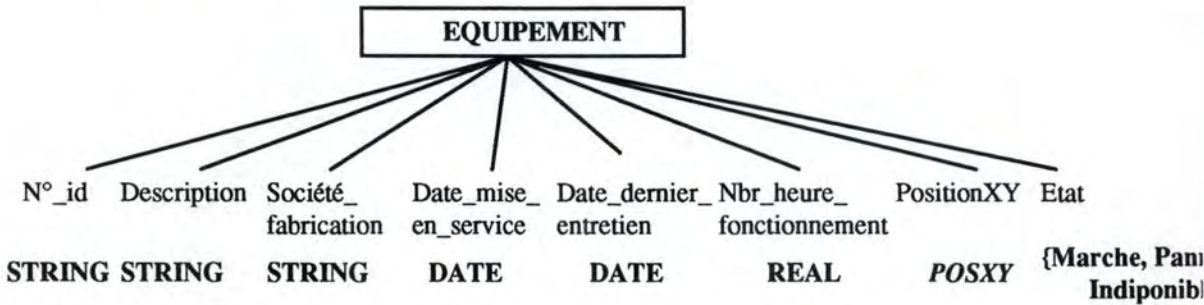 EQUIPEMENT
N°_id Description Société_ Date_mise_ Date_dernier_ Nbr_heure_ PositionXY Etat
fabrication en_service entretien fonctionnement
STRING STRING STRING DATE DATE REAL POSXY {Marche,